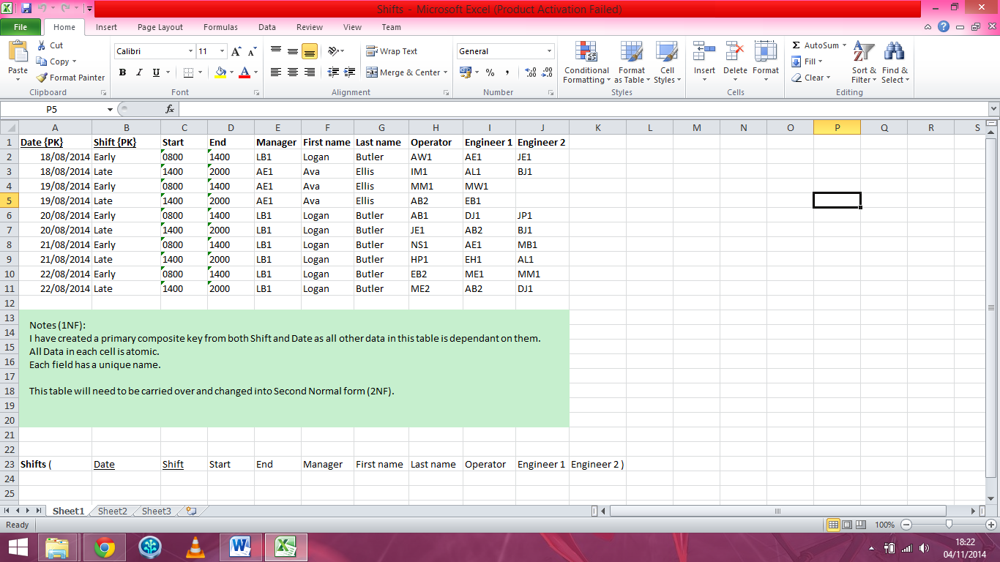 Shifts - Microsoft Excel (Product Activation Failed)
File Home Insert Page Layout Formulas Data Review View Team
Paste Cut Copy Format Painter Clipboard
Calibri 11 A A B I U A Font
Wrap Text Merge & Center Alignment
General % , Number
Conditional Formatting Format as Table Cell Styles Styles
Insert Delete Format Cells
Σ AutoSum Fill Clear Sort & Filter Find & Select Editing
P5 fx
A B C D E F G H I J K L M N O P Q R S
1 Date {PK} Shift {PK} Start End Manager First name Last name Operator Engineer 1 Engineer 2
2 18/08/2014 Early 0800 1400 LB1 Logan Butler AW1 AE1 JE1
3 18/08/2014 Late 1400 2000 AE1 Ava Ellis IM1 AL1 BJ1
4 19/08/2014 Early 0800 1400 AE1 Ava Ellis MM1 MW1
5 19/08/2014 Late 1400 2000 AE1 Ava Ellis AB2 EB1
6 20/08/2014 Early 0800 1400 LB1 Logan Butler AB1 DJ1 JP1
7 20/08/2014 Late 1400 2000 LB1 Logan Butler JE1 AB2 BJ1
8 21/08/2014 Early 0800 1400 LB1 Logan Butler NS1 AE1 MB1
9 21/08/2014 Late 1400 2000 LB1 Logan Butler HP1 EH1 AL1
10 22/08/2014 Early 0800 1400 LB1 Logan Butler EB2 ME1 MM1
11 22/08/2014 Late 1400 2000 LB1 Logan Butler ME2 AB2 DJ1
12
13
14
15
16
17
18
19
20
Notes (1NF):
I have created a primary composite key from both Shift and Date as all other data in this table is dependant on them.
All Data in each cell is atomic.
Each field has a unique name.
This table will need to be carried over and changed into Second Normal form (2NF).
21
22
23 Shifts ( Date Shift Start End Manager First name Last name Operator Engineer 1 Engineer 2 )
24
25
Sheet1 Sheet2 Sheet3
Ready 100%
18:22
04/11/2014